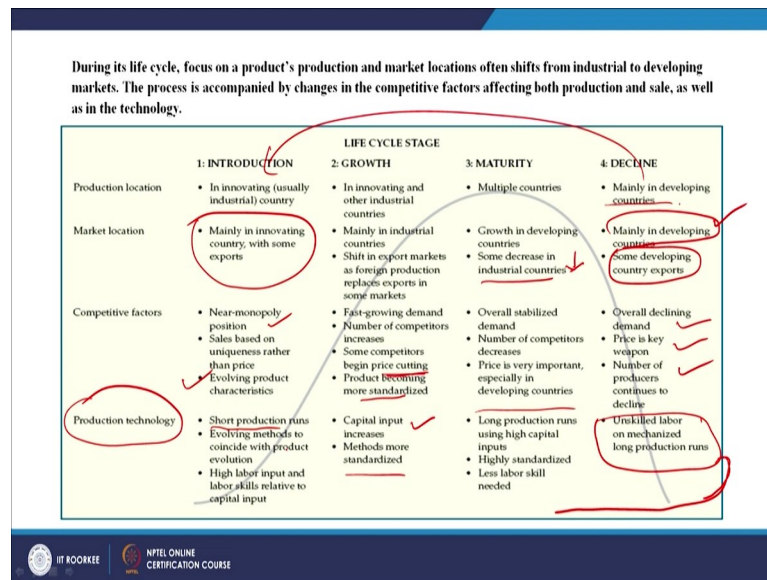 During its life cycle, focus on a product's production and market locations often shifts from industrial to developing
markets. The process is accompanied by changes in the competitive factors affecting both production and sale, as well
as in the technology.
LIFE CYCLE STAGE
1: INTRODUCTION 2: GROWTH 3: MATURITY 4: DECLINE
Production location
• In innovating (usually
industrial) country
• In innovating and
other industrial
countries
• Multiple countries
• Mainly in developing
countries
Market location
• Mainly in innovating
country, with some
exports
• Mainly in industrial
countries
• Shift in export markets
as foreign production
replaces exports in
some markets
• Growth in developing
countries
• Some decrease in
industrial countries
• Mainly in developing
countries
• Some developing
country exports
Competitive factors
• Near-monopoly
position
• Sales based on
uniqueness rather
than price
• Evolving product
characteristics
• Fast-growing demand
• Number of competitors
increases
• Some competitors
begin price cutting
• Product becoming
more standardized
• Overall stabilized
demand
• Number of competitors
decreases
• Price is very important,
especially in
developing countries
• Overall declining
demand
• Price is key
weapon
• Number of
producers
continues to
decline
Production technology
• Short production runs
• Evolving methods to
coincide with product
evolution
• High labor input and
labor skills relative to
capital input
• Capital input
increases
• Methods more
standardized
• Long production runs
using high capital
inputs
• Highly standardized
• Less labor skill
needed
• Unskilled labor
on mechanized
long production runs
IIT ROORKEE
NPTEL ONLINE
CERTIFICATION COURSE